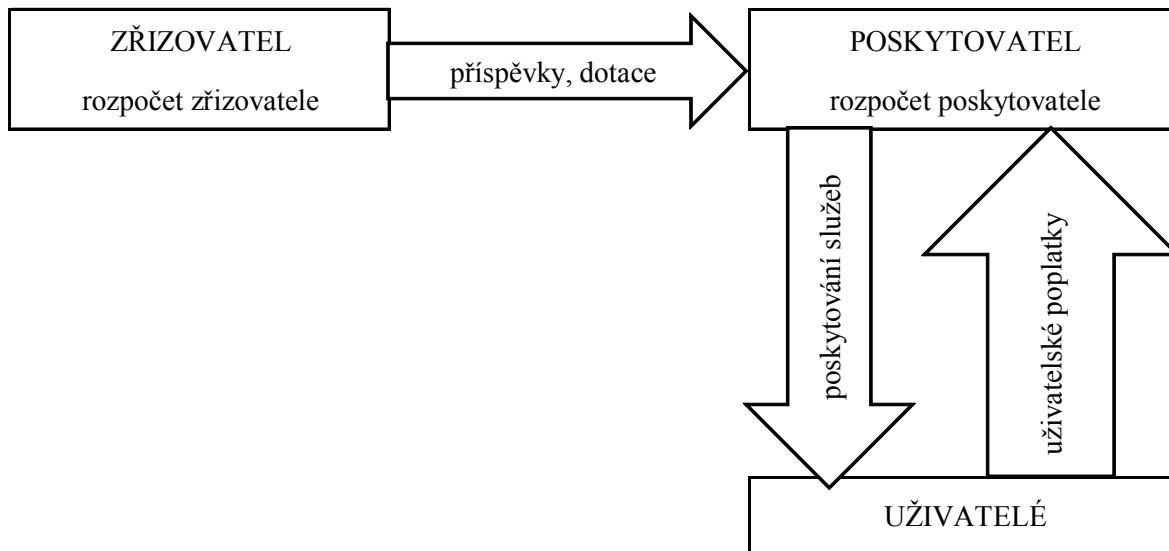 ZŘIZOVATEL
rozpočet zřizovatele
příspěvky, dotace
POSKYTOVATEL
rozpočet poskytovatele
poskytování služeb
uživatelské poplatky
UŽIVATELÉ